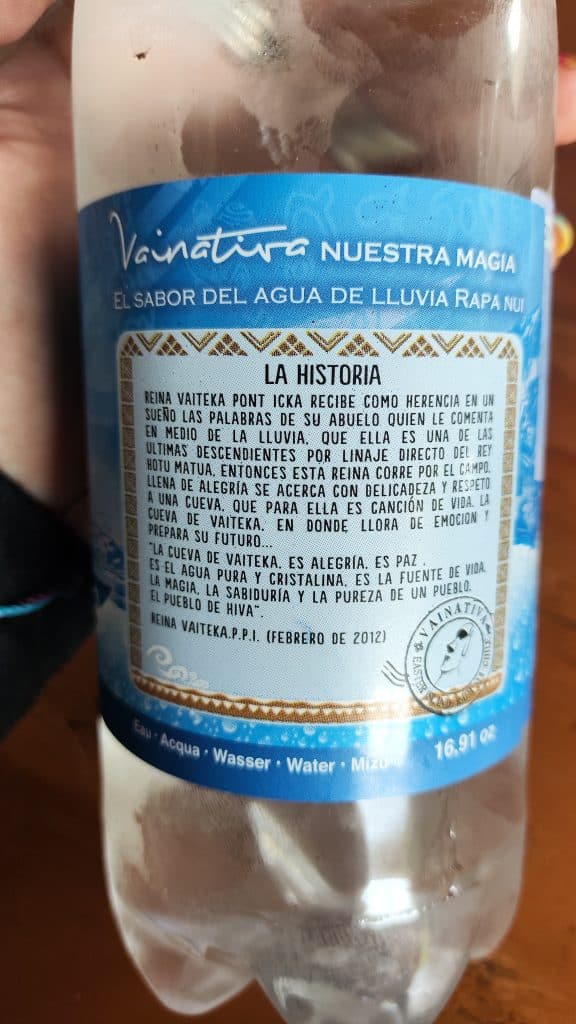 Vainativa NUESTRA MAGIA
EL SABOR DEL AGUA DE LLUVIA RAPA NUI
LA HISTORIA
REINA VAITEKA PONT ICKA RECIBE COMO HERENCIA EN UN
SUEÑO LAS PALABRAS DE SU ABUELO QUIEN LE COMENTA
EN MEDIO DE LA LLUVIA, QUE ELLA ES UNA DE LAS
ULTIMAS DESCENDIENTES POR LINAJE DIRECTO DEL REY
HOTU MATUA, ENTONCES ESTA REINA CORRE POR EL CAMPO,
LLENA DE ALEGRÍA SE ACERCA CON DELICADEZA Y RESPETO
A UNA CUEVA, QUE PARA ELLA ES CANCIÓN DE VIDA, LA
CUEVA DE VAITEKA, EN DONDE LLORA DE EMOCION Y
PREPARA SU FUTURO...
"LA CUEVA DE VAITEKA, ES ALEGRÍA, ES PAZ .
ES EL AGUA PURA Y CRISTALINA, ES LA FUENTE DE VIDA,
LA MAGIA, LA SABIDURÍA Y LA PUREZA DE UN PUEBLO,
EL PUEBLO DE HIVA".
REINA VAITEKA.P.P.I. (FEBRERO DE 2012)
VAINATIVA
EASTER
Eau · Acqua · Wasser · Water · Mizu
16.91 oz